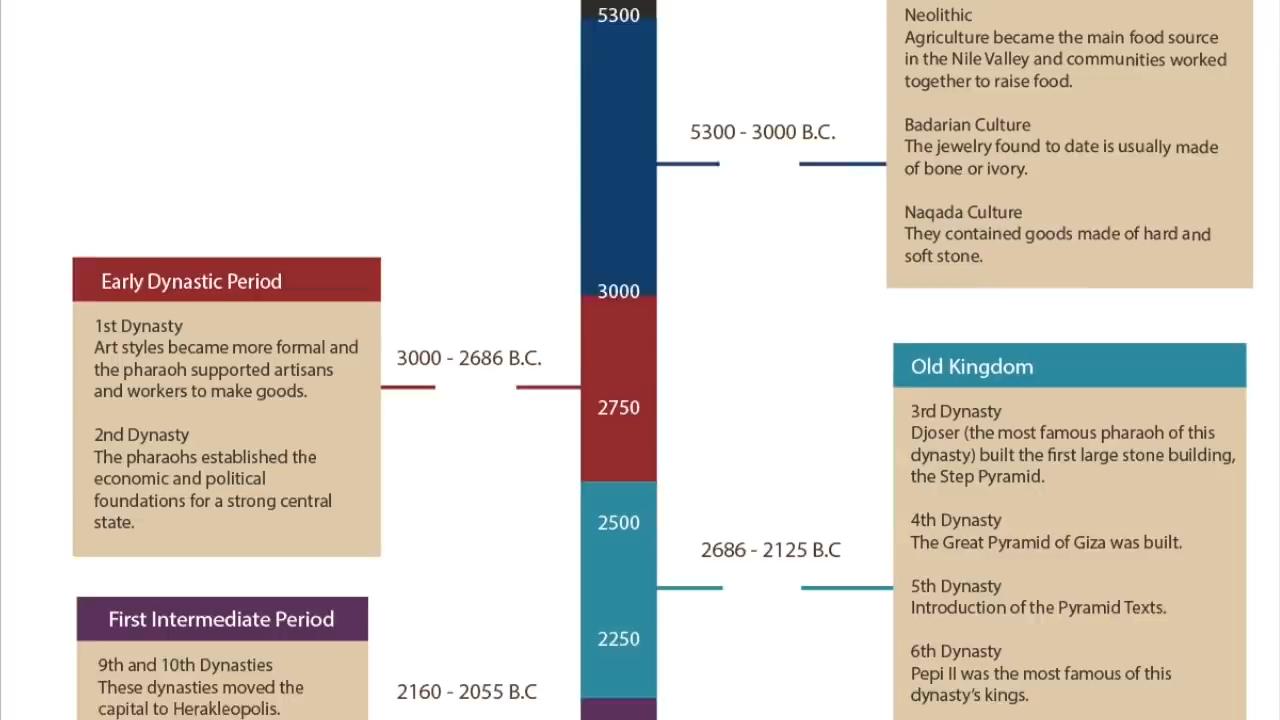 5300
Neolithic
Agriculture became the main food source
in the Nile Valley and communities worked
together to raise food.
5300 - 3000 B.C.
Badarian Culture
The jewelry found to date is usually made
of bone or ivory.
Naqada Culture
They contained goods made of hard and
soft stone.
3000
Early Dynastic Period
1st Dynasty
Art styles became more formal and
the pharaoh supported artisans
and workers to make goods.
2nd Dynasty
The pharaohs established the
economic and political
foundations for a strong central
state.
3000 - 2686 B.C.
2750
Old Kingdom
3rd Dynasty
Djoser (the most famous pharaoh of this
dynasty) built the first large stone building,
the Step Pyramid.
4th Dynasty
The Great Pyramid of Giza was built.
5th Dynasty
Introduction of the Pyramid Texts.
6th Dynasty
Pepi II was the most famous of this
dynasty's kings.
2500
2686 - 2125 B.C
2250
First Intermediate Period
9th and 10th Dynasties
These dynasties moved the
capital to Herakleopolis.
2160 - 2055 B.C